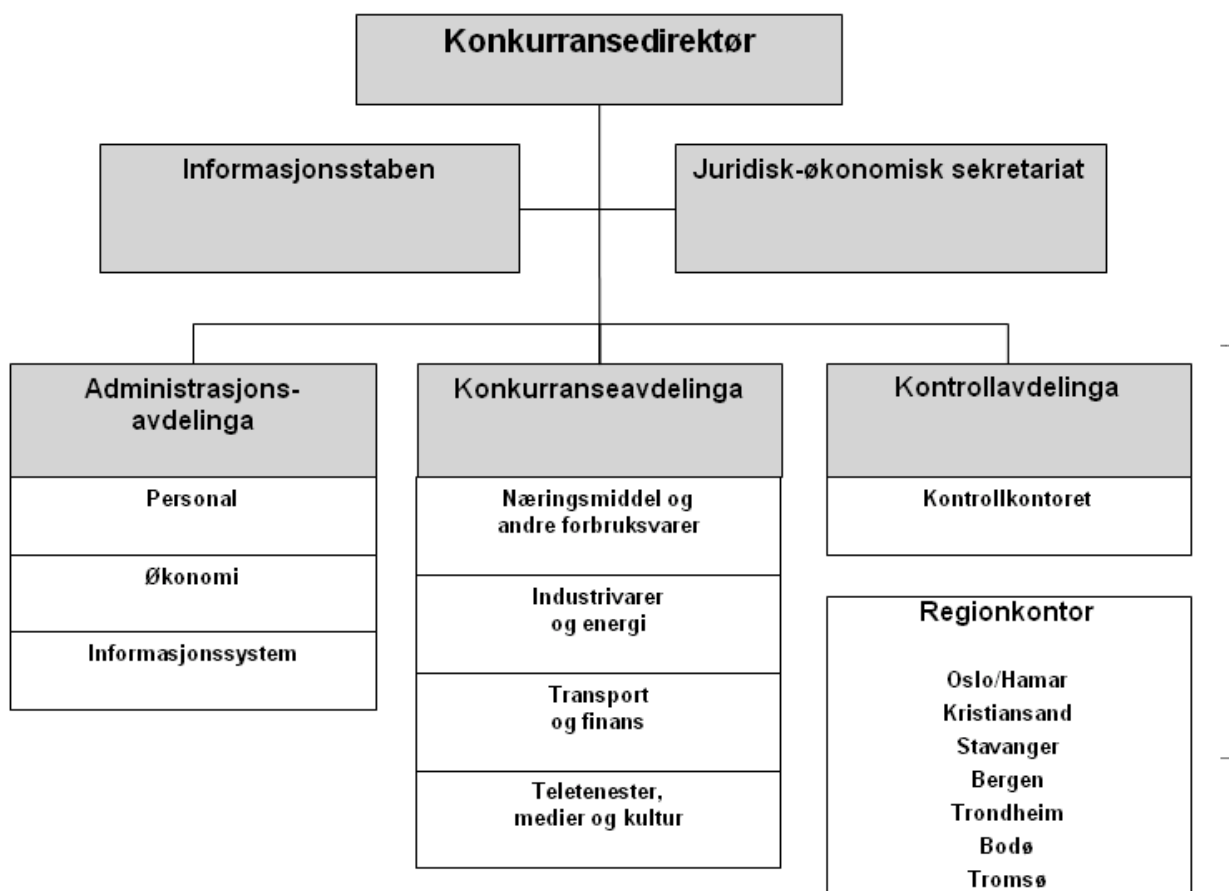 Konkurransedirektør
Informasjonsstaben
Juridisk-økonomisk sekretariat
Administrasjons-
avdelinga
Personal
Økonomi
Informasjonssystem
Konkurranseavdelinga
Næringsmiddel og
andre forbruksvarer
Industrivarer
og energi
Transport
og finans
Teletenester,
medier og kultur
Kontrollavdelinga
Kontrollkontoret
Regionkontor
Oslo/Hamar
Kristiansand
Stavanger
Bergen
Trondheim
Bodø
Tromsø